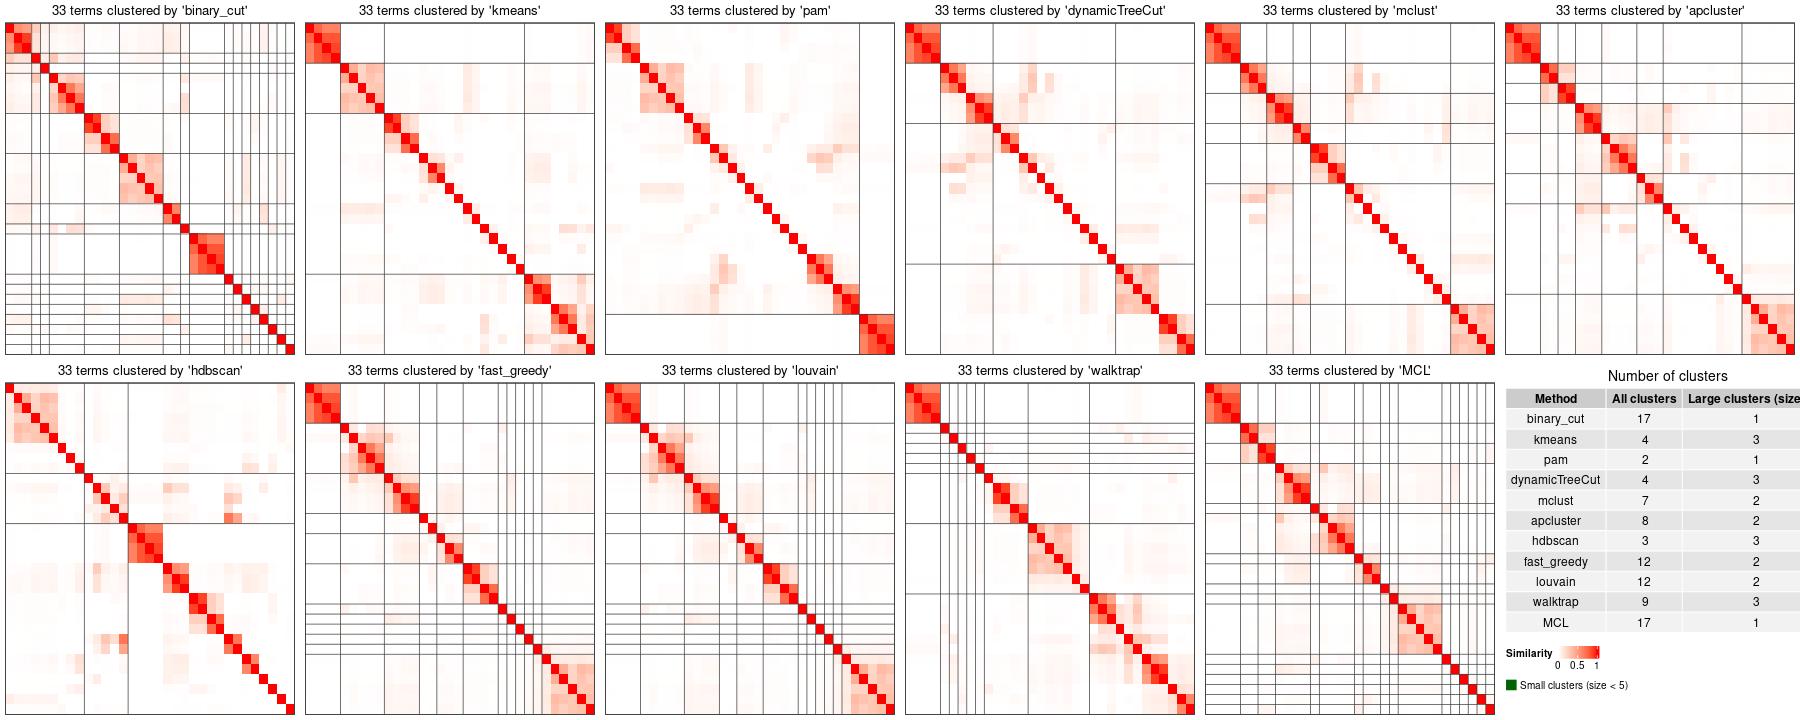 33 terms clustered by 'binary_cut'
33 terms clustered by 'kmeans'
33 terms clustered by 'pam'
33 terms clustered by 'dynamicTreeCut'
33 terms clustered by 'mclust'
33 terms clustered by 'apcluster'
33 terms clustered by 'hdbscan'
33 terms clustered by 'fast_greedy'
33 terms clustered by 'louvain'
33 terms clustered by 'walktrap'
33 terms clustered by 'MCL'
Number of clusters
Method All clusters Large clusters (size
binary_cut 17 1
kmeans 4 3
pam 2 1
dynamicTreeCut 4 3
mclust 7 2
apcluster 8 2
hdbscan 3 3
fast_greedy 12 2
louvain 12 2
walktrap 9 3
MCL 17 1
Similarity
0 0.5 1
Small clusters (size < 5)